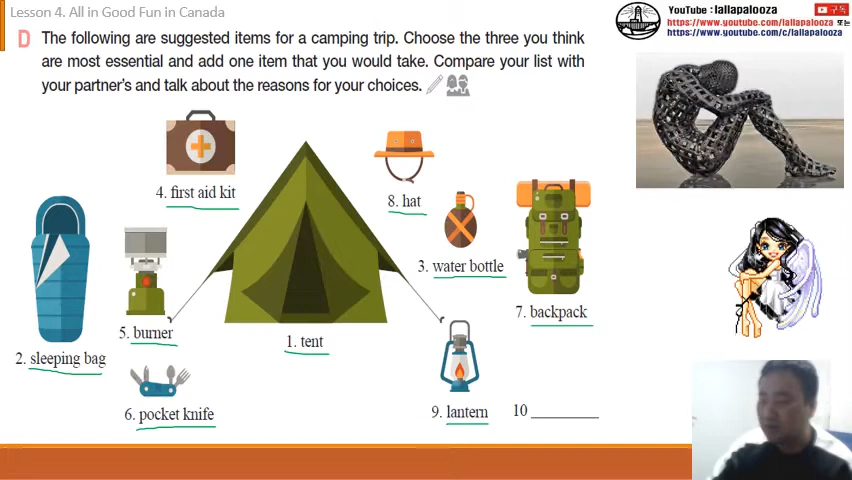 Lesson 4. All in Good Fun in Canada
YouTube : lallapalooza
구독
https://www.youtube.com/lallapalooza 또는
https://www.youtube.com/c/lallapalooza
D The following are suggested items for a camping trip. Choose the three you think
are most essential and add one item that you would take. Compare your list with
your partner's and talk about the reasons for your choices.
4. first aid kit
8. hat
3. water bottle
7. backpack
5. burner
1. tent
2. sleeping bag
6. pocket knife
9. lantern
10